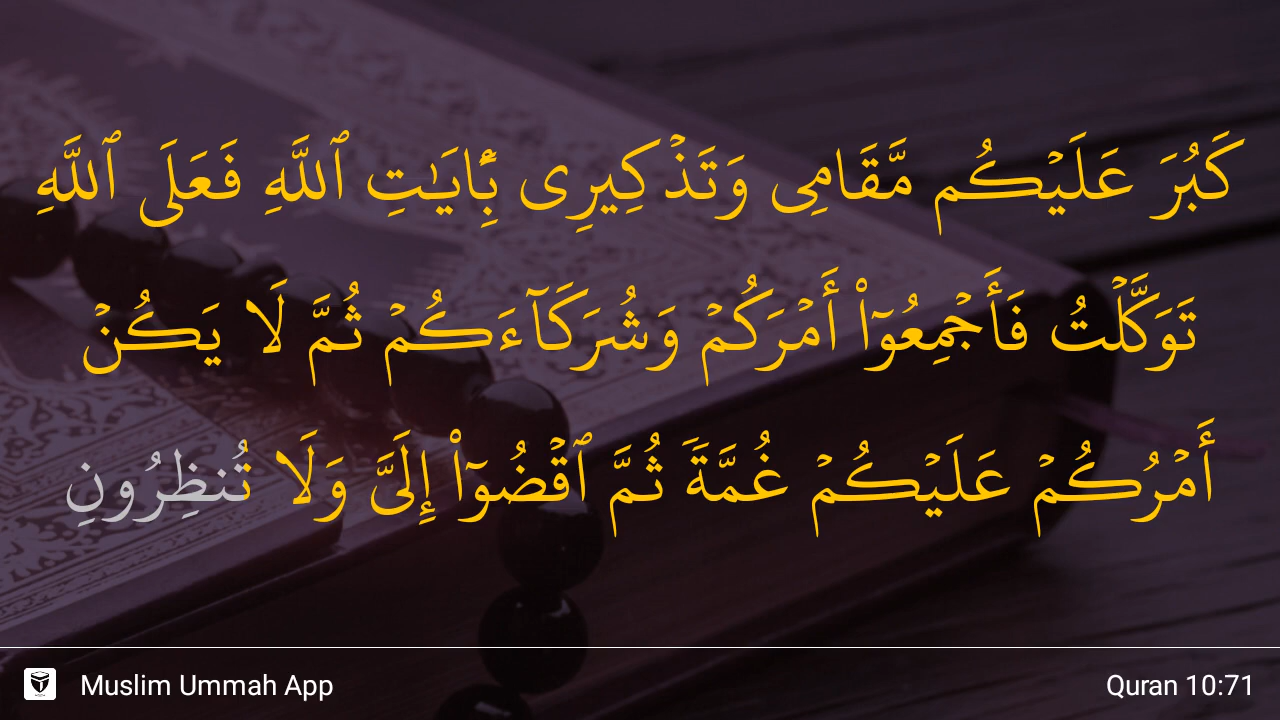 كَبُرَ عَلَيۡكُم مَّقَامِى وَتَذۡكِيرِى بِـَٔايَـٰتِ ٱللَّهِ فَعَلَى ٱللَّهِ
تَوَكَّلۡتُ فَأَجۡمِعُوٓاْ أَمۡرَكُمۡ وَشُرَكَآءَكُمۡ ثُمَّ لَا يَكُنۡ
أَمۡرُكُمۡ عَلَيۡكُمۡ غُمَّةً۬ ثُمَّ ٱقۡضُوٓاْ إِلَىَّ وَلَا تُنظِرُونِ
Muslim Ummah App
Quran 10:71